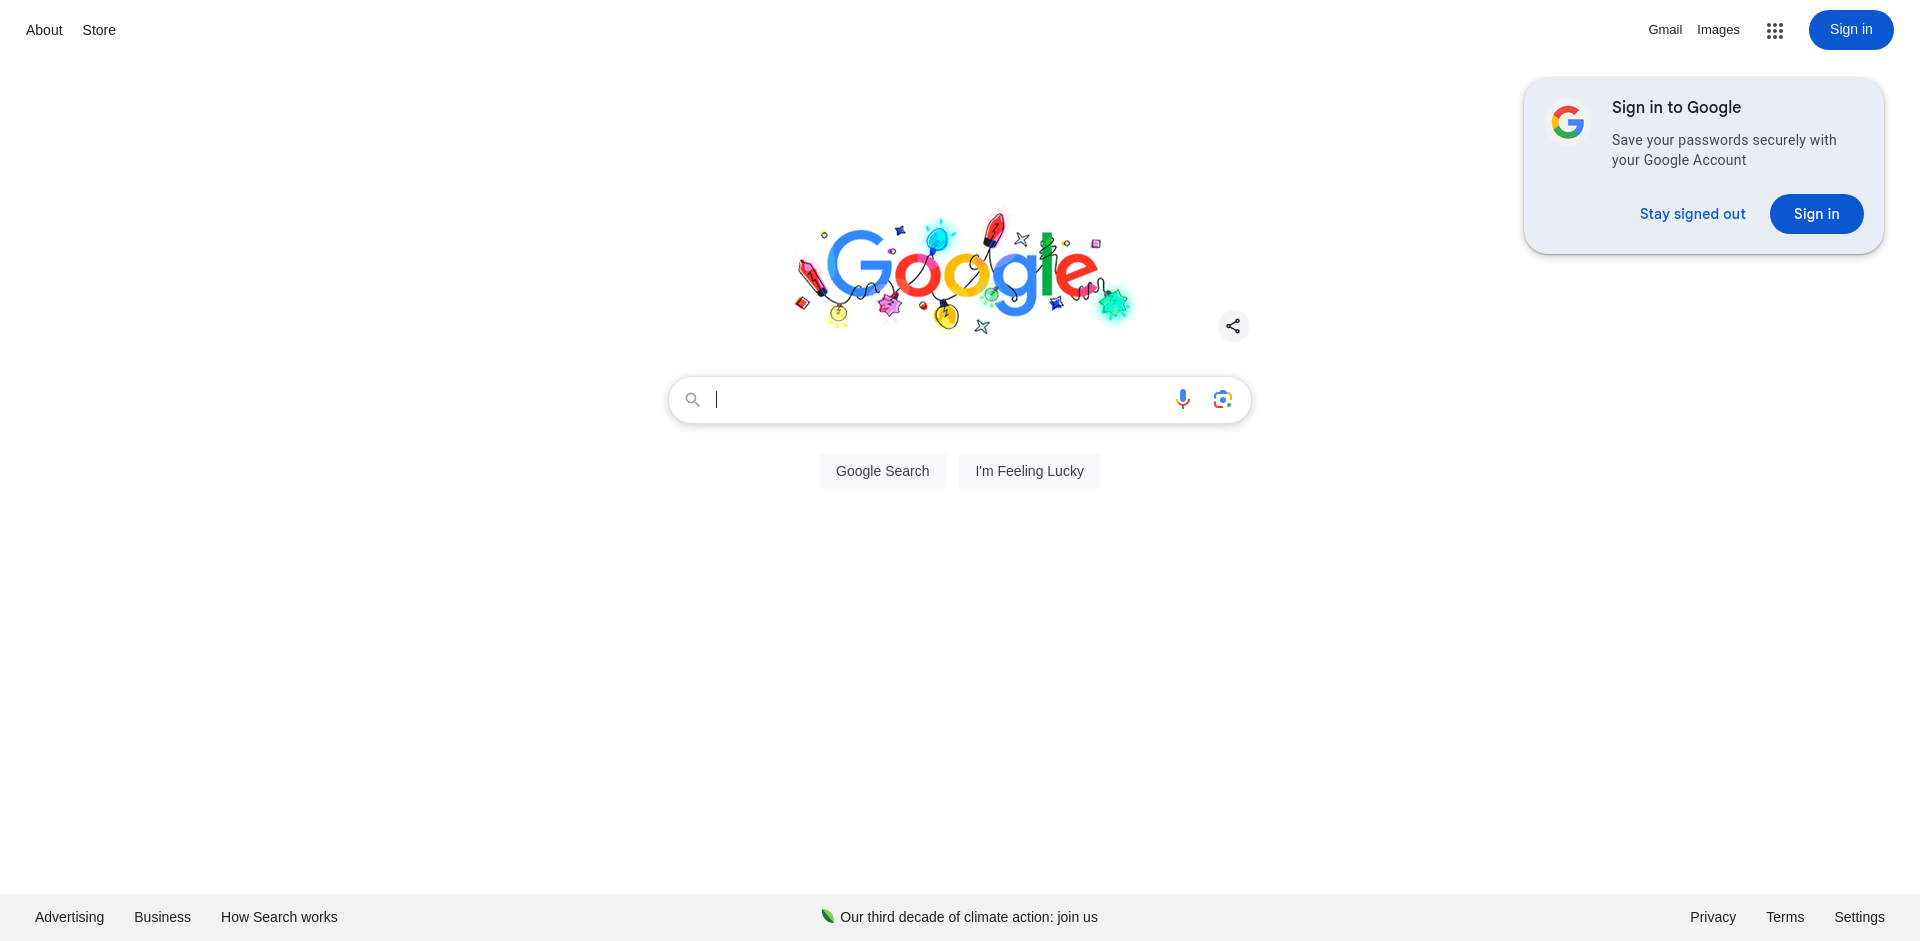 About Store
Gmail Images Sign in
Sign in to Google
Save your passwords securely with
your Google Account
Stay signed out Sign in
Google
Google Search I'm Feeling Lucky
Advertising Business How Search works
Our third decade of climate action: join us
Privacy Terms Settings